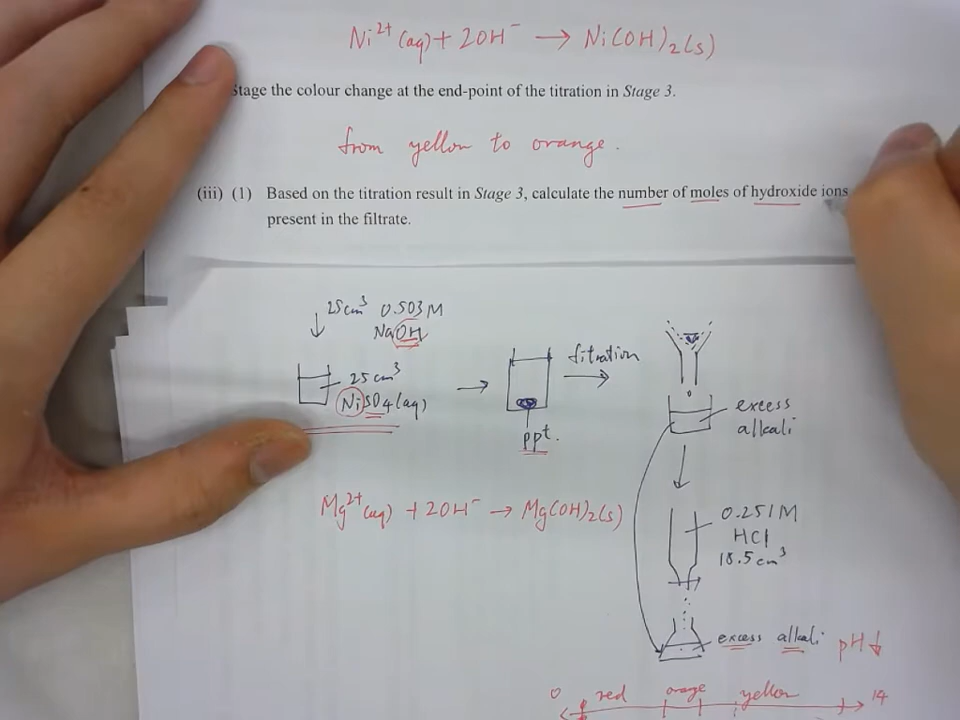 Ni²⁺(aq) + 2OH⁻ → Ni(OH)₂(s)
Stage the colour change at the end-point of the titration in Stage 3.
from yellow to orange.
(iii) (1) Based on the titration result in Stage 3, calculate the number of moles of hydroxide ions
present in the filtrate.
25cm³ 0.503M
NaOH
25cm³
NiSO₄(aq)
ppt.
filtration
excess
alkali
Mg²⁺(aq) + 2OH⁻ → Mg(OH)₂(s)
0.251M
HCl
18.5cm³
excess alkali pH↓
0 red orange yellow 14